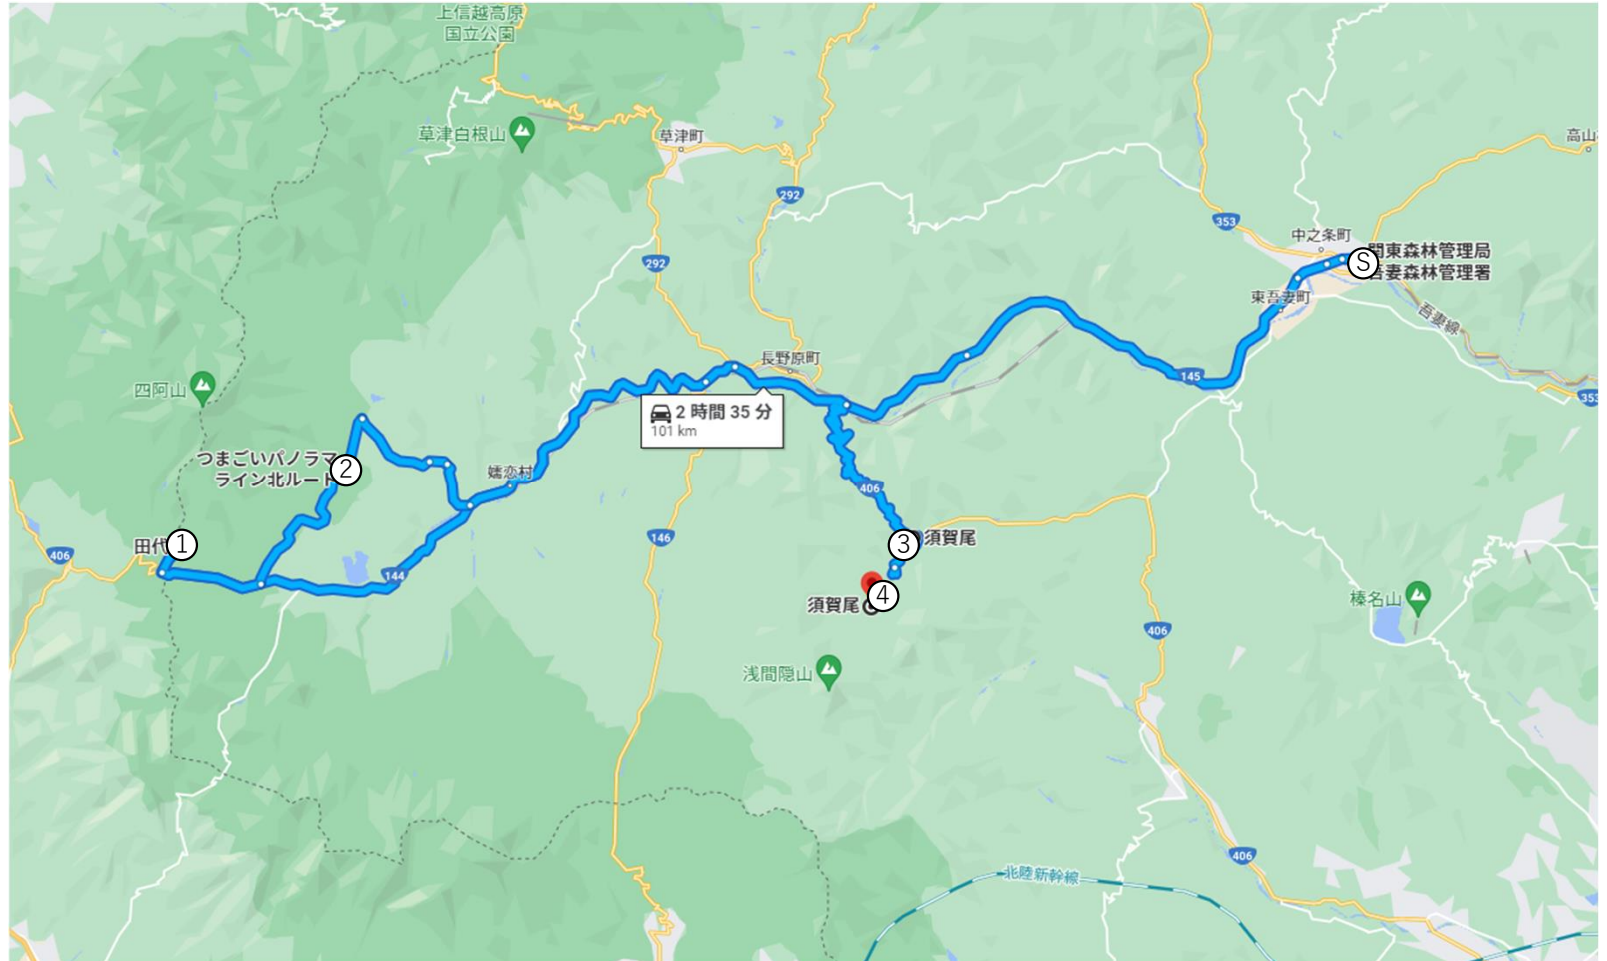 上信越高原
国立公園
草津白根山
草津町
高山
292
353
中之条町
S
関東森林管理局
吾妻森林管理署
292
東吾妻町
吾妻線
長野原町
145
353
四阿山
2 時間 35 分
101 km
つまごいパノラマ
ライン北ルート
②
嬬恋村
406
146
406
田代
①
③
須賀尾
144
④
須賀尾
榛名山
406
浅間隠山
406
北陸新幹線